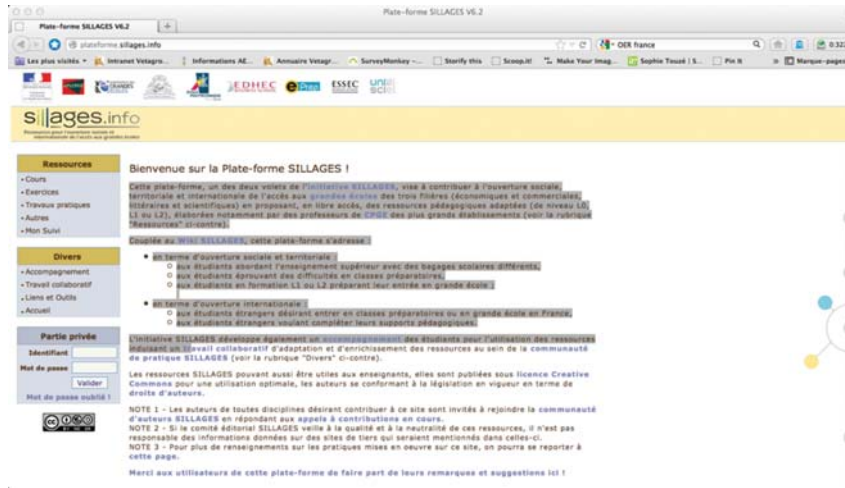 Plate-forme SILLAGES V6.2
Plate-forme SILLAGES V6.2
plateforme.sillages.info
OER france
Les plus visités
Intranet Vetagro...
Informations AE...
Annuaire Vetagr...
SurveyMonkey –...
Storify this
Scoop.it!
Make Your Imag...
Sophie Touzé | S...
Pin It
Marque-pages
GRANDES
EDHEC
ePrep
ESSEC
sillages.info
Ressources pour l'ouverture sociale et
internationale de l'accès aux grandes écoles
Ressources
• Cours
• Exercices
• Travaux pratiques
• Autres
• Mon Suivi
Divers
• Accompagnement
• Travail collaboratif
• Liens et Outils
• Accueil
Partie privée
Identifiant
Mot de passe
Valider
Mot de passe oublié !
Bienvenue sur la Plate-forme SILLAGES !
Cette plate-forme, un des deux volets de l'initiative SILLAGES, vise à contribuer à l'ouverture sociale,
territoriale et internationale de l'accès aux grandes écoles des trois filières (économiques et commerciales,
littéraires et scientifiques) en proposant, en libre accès, des ressources pédagogiques adaptées (de niveau L0,
L1 ou L2), élaborées notamment par des professeurs de CPGE des plus grands établissements (voir la rubrique
"Ressources" ci-contre).
Couplée au Wiki SILLAGES, cette plate-forme s'adresse :
• en terme d'ouverture sociale et territoriale :
o aux étudiants abordant l'enseignement supérieur avec des bagages scolaires différents,
o aux étudiants éprouvant des difficultés en classes préparatoires,
o aux étudiants en formation L1 ou L2 préparant leur entrée en grande école ;
• en terme d'ouverture internationale :
o aux étudiants étrangers désirant entrer en classes préparatoires ou en grande école en France,
o aux étudiants étrangers voulant compléter leurs supports pédagogiques.
L'initiative SILLAGES développe également un accompagnement des étudiants pour l'utilisation des ressources
induisant un travail collaboratif d'adaptation et d'enrichissement des ressources au sein de la communauté
de pratique SILLAGES (voir la rubrique "Divers" ci-contre).
Les ressources SILLAGES pouvant aussi être utiles aux enseignants, elles sont publiées sous licence Creative
Commons pour une utilisation optimale, les auteurs se conformant à la législation en vigueur en terme de
droits d'auteurs.
NOTE 1 - Les auteurs de toutes disciplines désirant contribuer à ce site sont invités à rejoindre la communauté
d'auteurs SILLAGES en répondant aux appels à contributions en cours.
NOTE 2 - Si le comité éditorial SILLAGES veille à la qualité et à la neutralité de ces ressources, il n'est pas
responsable des informations données sur des sites de tiers qui seraient mentionnés dans celles-ci.
NOTE 3 - Pour plus de renseignements sur les pratiques mises en oeuvre sur ce site, on pourra se reporter à
cette page.
Merci aux utilisateurs de cette plate-forme de faire part de leurs remarques et suggestions ici !